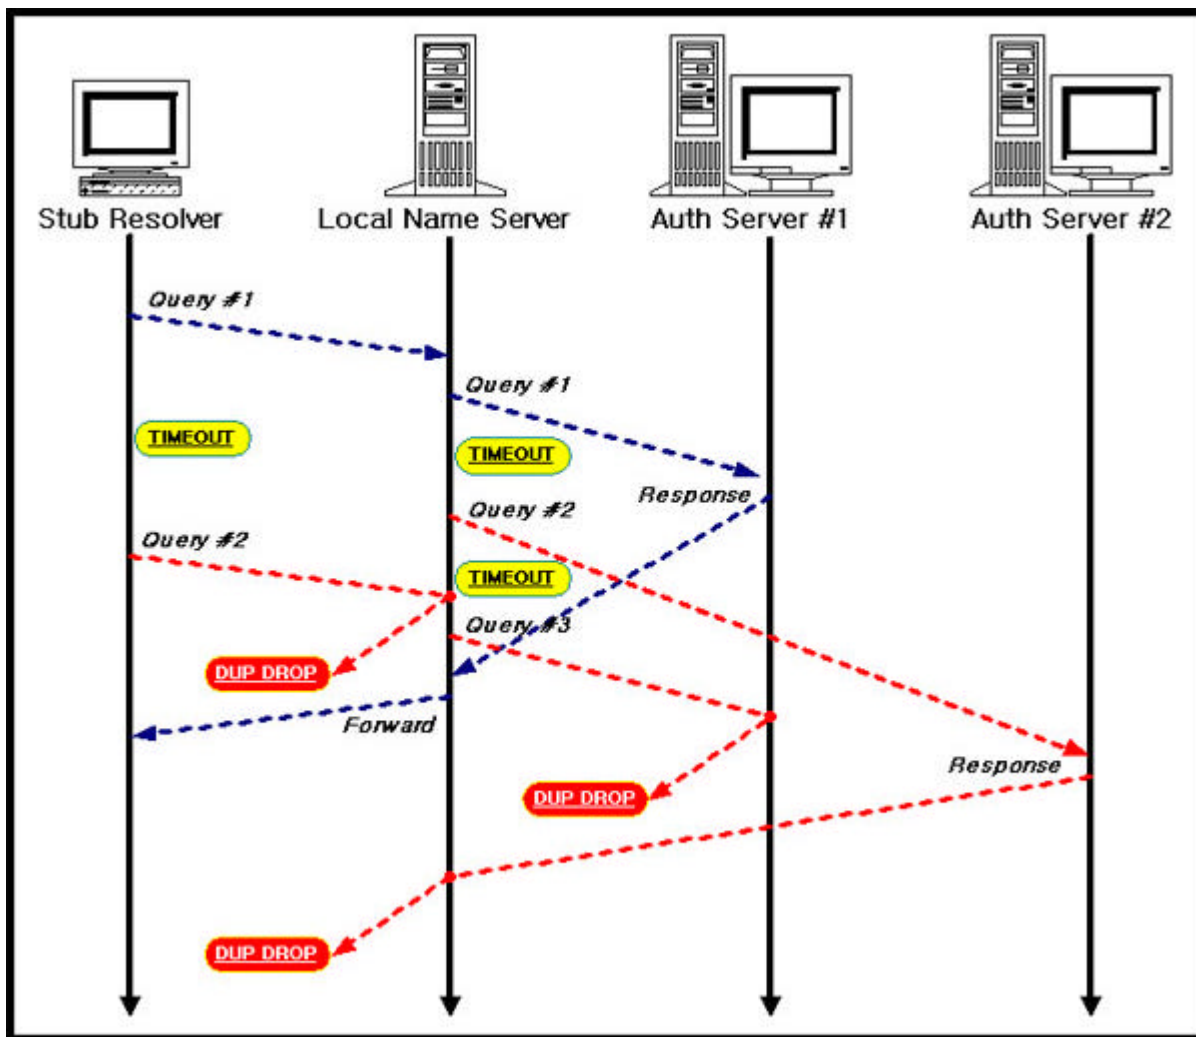 Stub Resolver
Local Name Server
Auth Server #1
Auth Server #2
Query #1
Query #1
TIMEOUT
TIMEOUT
Response
Query #2
Query #2
TIMEOUT
Query #3
DUP DROP
Forward
Response
DUP DROP
DUP DROP